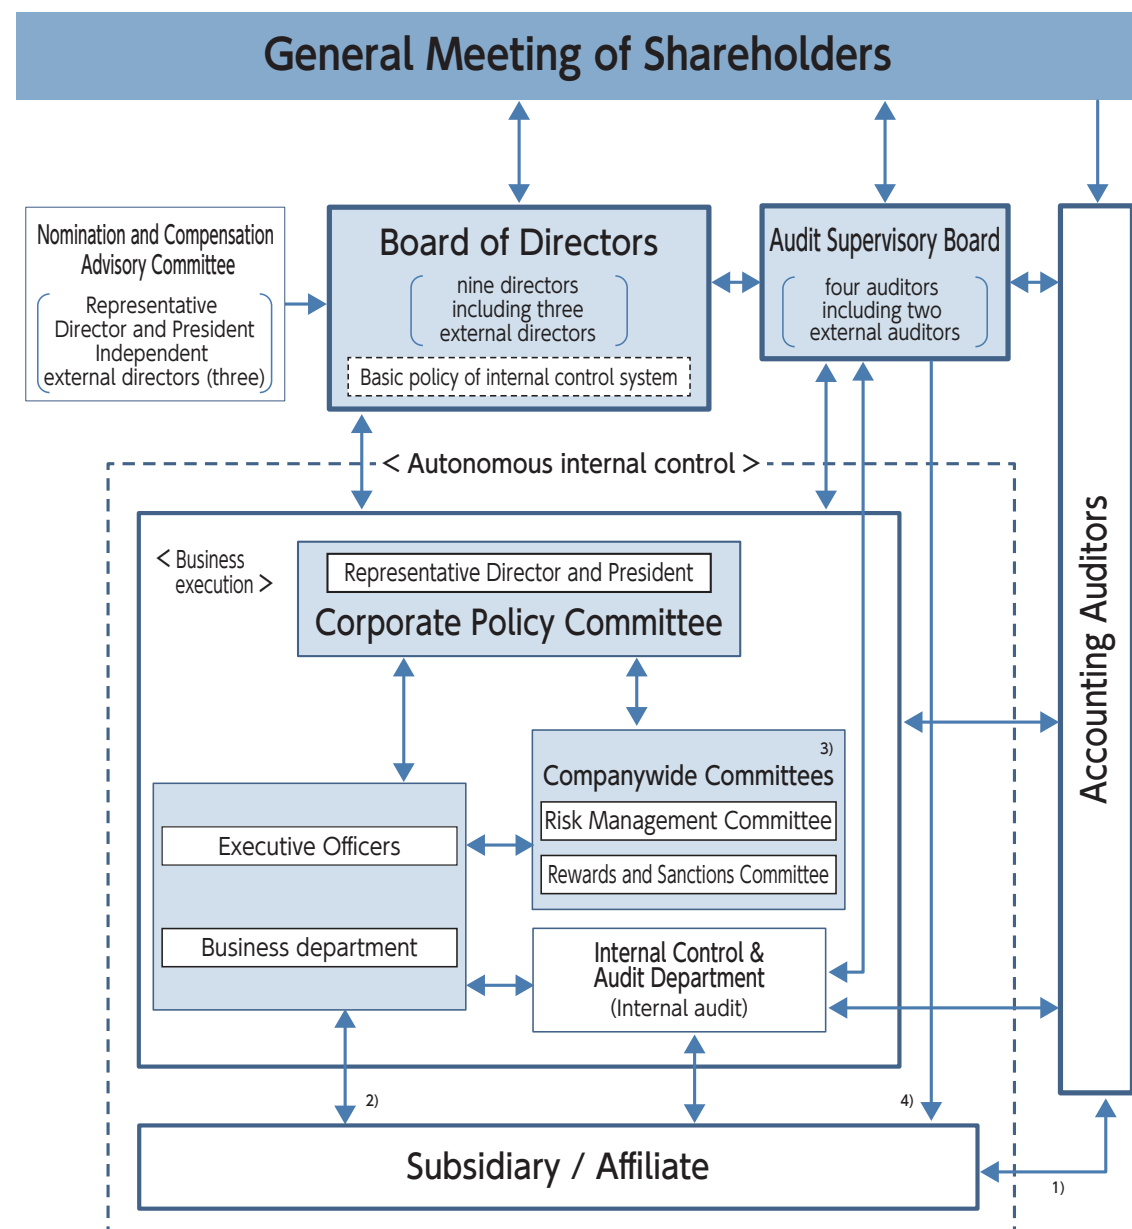 General Meeting of Shareholders
Nomination and Compensation
Advisory Committee
Representative
Director and President
Independent
external directors (three)
Board of Directors
nine directors
including three
external directors
Basic policy of internal control system
Audit Supervisory Board
four auditors
including two
external auditors
Accounting Auditors
< Autonomous internal control >
< Business
execution >
Representative Director and President
Corporate Policy Committee
3)
Companywide Committees
Risk Management Committee
Rewards and Sanctions Committee
Executive Officers
Business department
Internal Control &
Audit Department
(Internal audit)
2)
4)
Subsidiary / Affiliate
1)